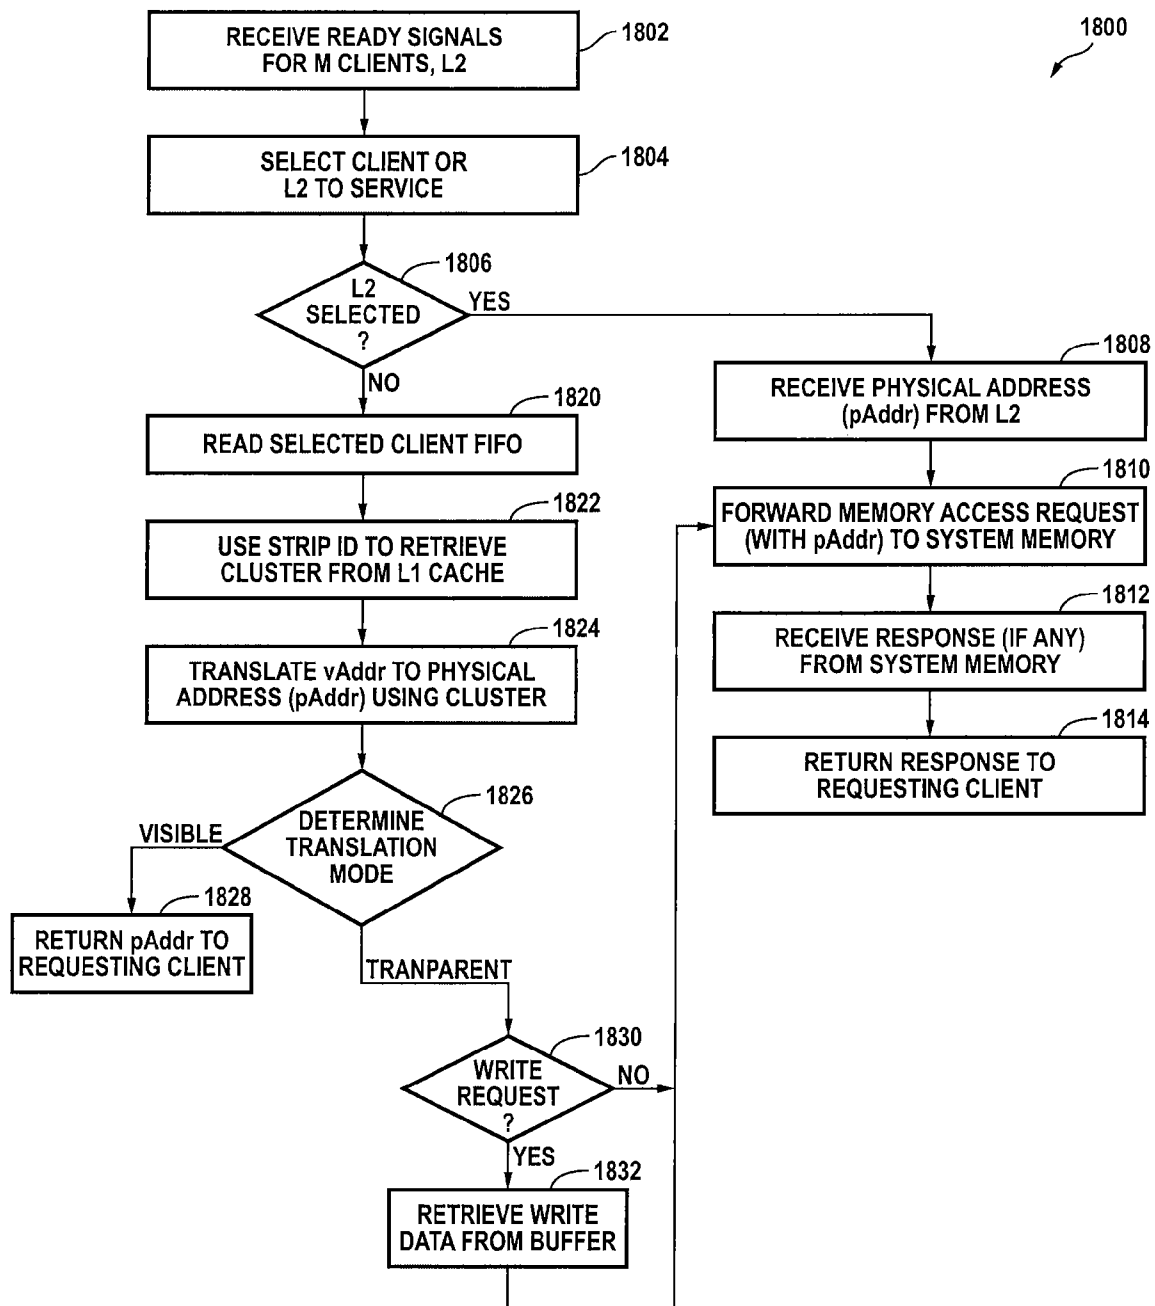 RECEIVE READY SIGNALS
FOR M CLIENTS, L2
1802
1800
SELECT CLIENT OR
L2 TO SERVICE
1804
1806
L2
SELECTED
?
YES
NO
1808
RECEIVE PHYSICAL ADDRESS
(pAddr) FROM L2
1820
READ SELECTED CLIENT FIFO
1810
FORWARD MEMORY ACCESS REQUEST
(WITH pAddr) TO SYSTEM MEMORY
1822
USE STRIP ID TO RETRIEVE
CLUSTER FROM L1 CACHE
1812
RECEIVE RESPONSE (IF ANY)
FROM SYSTEM MEMORY
1824
TRANSLATE vAddr TO PHYSICAL
ADDRESS (pAddr) USING CLUSTER
1814
RETURN RESPONSE TO
REQUESTING CLIENT
1826
DETERMINE
TRANSLATION
MODE
VISIBLE
1828
RETURN pAddr TO
REQUESTING CLIENT
TRANPARENT
1830
WRITE
REQUEST
?
NO
YES
1832
RETRIEVE WRITE
DATA FROM BUFFER